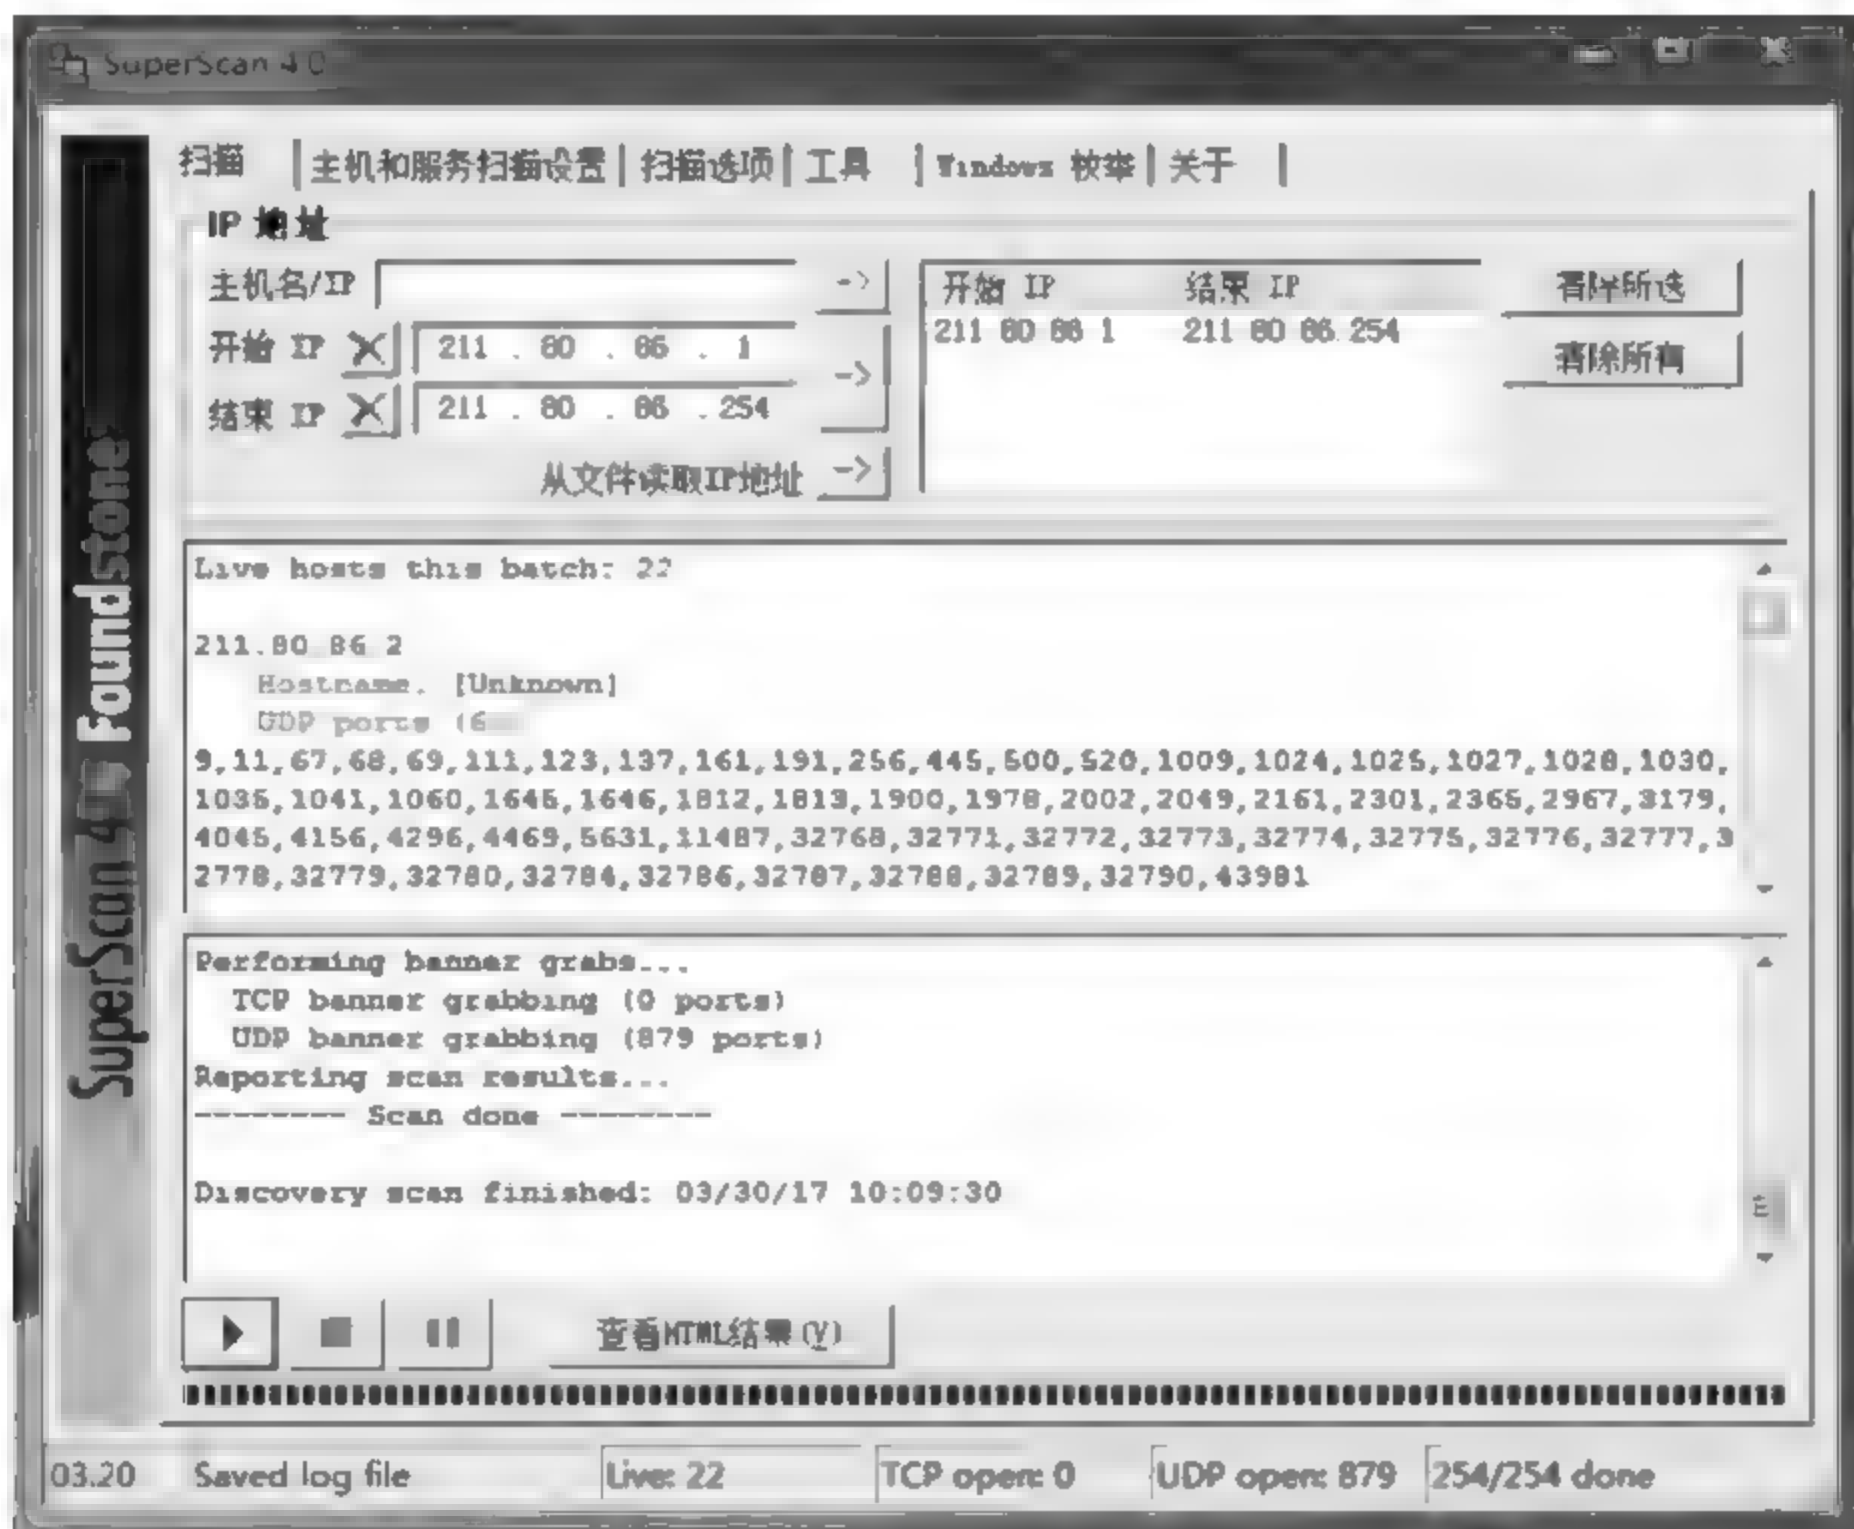 SuperScan 4.0
扫描 主机和服务扫描设置 扫描选项 工具 Windows 枚举 关于
IP 地址
主机名/IP -> 开始 IP 结束 IP 清除所选
开始 IP X 211 . 80 . 86 . 1 -> 211.80.86.1 211.80.86.254 清除所有
结束 IP X 211 . 80 . 86 . 254
从文件读取IP地址 ->
Live hosts this batch: 22
211.80.86.2
Hostname: [Unknown]
UDP ports (6
9,11,67,68,69,111,123,137,161,191,256,445,500,520,1009,1024,1025,1027,1028,1030,
1035,1041,1060,1645,1646,1812,1813,1900,1978,2002,2049,2161,2301,2365,2967,3179,
4045,4156,4296,4469,5631,11487,32768,32771,32772,32773,32774,32775,32776,32777,3
2778,32779,32780,32784,32786,32787,32788,32789,32790,43981
Performing banner grabs...
TCP banner grabbing (0 ports)
UDP banner grabbing (879 ports)
Reporting scan results...
-------- Scan done --------
Discovery scan finished: 03/30/17 10:09:30
查看HTML结果(V)
03:20 Saved log file Live: 22 TCP open: 0 UDP open: 879 254/254 done
SuperScan 4 Foundstone